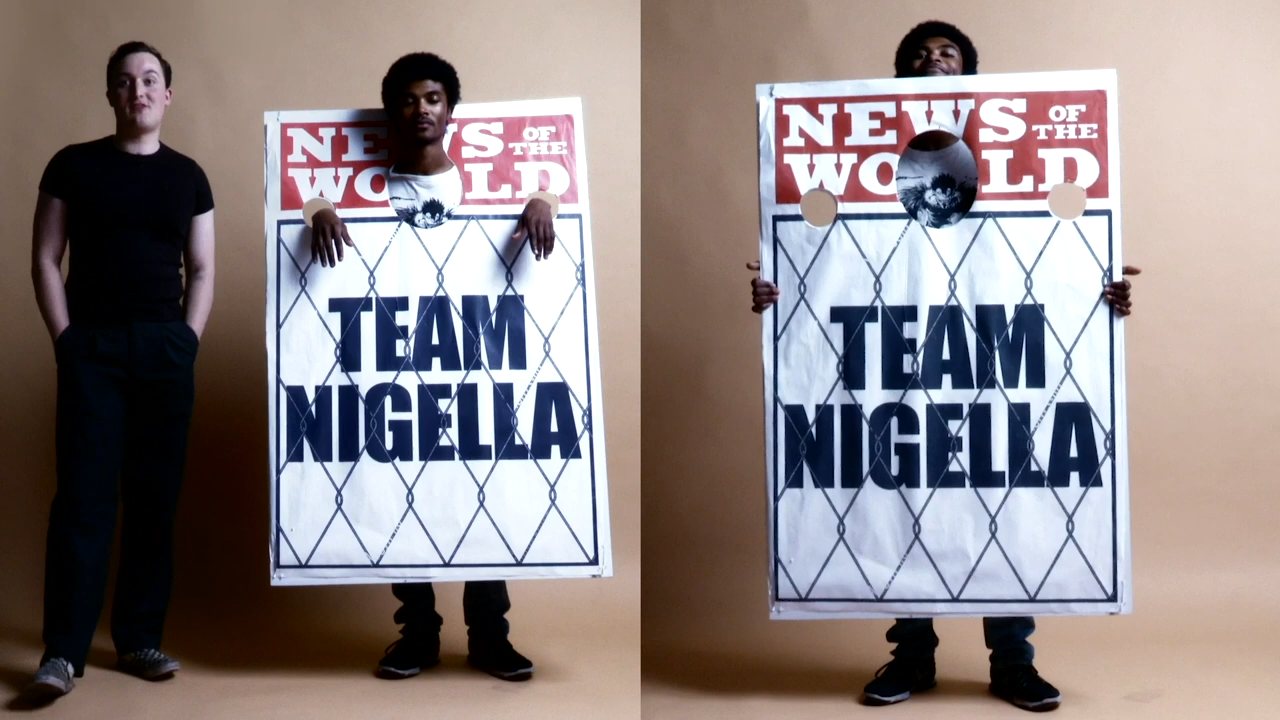 NEWS OF THE
WORLD
TEAM
NIGELLA
NEWS OF THE
WORLD
TEAM
NIGELLA